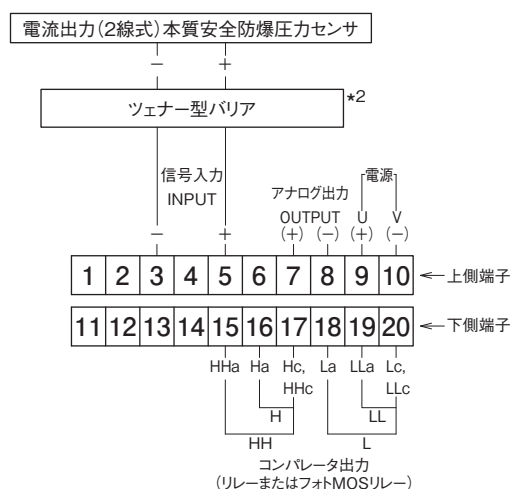 電流出力（2線式）本質安全防爆圧力センサ
− +
ツェナー型バリア *2
信号入力 アナログ出力 電源
INPUT OUTPUT U V
− + (+) (−) (+) (−)
1 2 3 4 5 6 7 8 9 10 上側端子
11 12 13 14 15 16 17 18 19 20 下側端子
HHa Ha Hc, La LLa Lc,
HHc LLc
H LL
HH L
コンパレータ出力
（リレーまたはフォトMOSリレー）